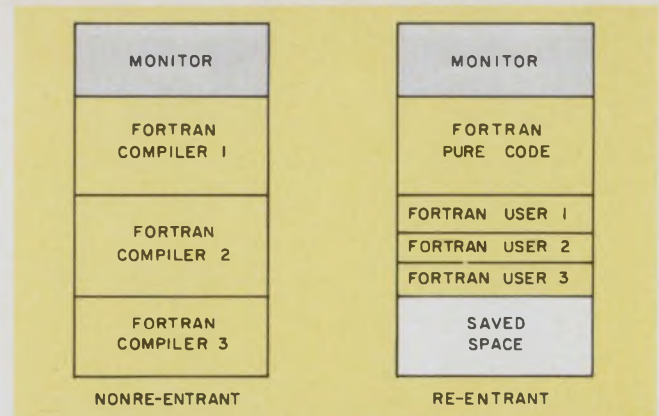 MONITOR
FORTRAN
COMPILER 1
FORTRAN
COMPILER 2
FORTRAN
COMPILER 3
NONRE-ENTRANT
MONITOR
FORTRAN
PURE CODE
FORTRAN USER 1
FORTRAN USER 2
FORTRAN USER 3
SAVED
SPACE
RE-ENTRANT